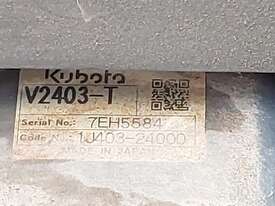 Kubota
V2403-T
Serial No.: 7EH5584
Code No.: 1J403-24000
MADE IN JAPAN